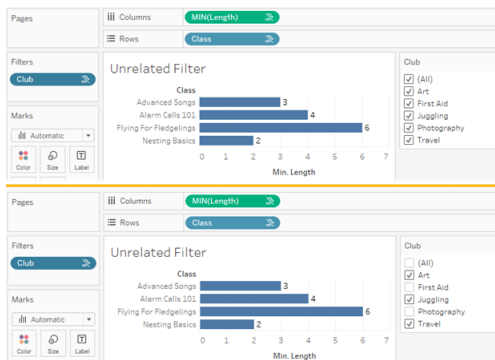 Pages
Columns
MIN(Length)
Rows
Class
Filters
Club
Marks
Automatic
Color
Size
Label
Unrelated Filter
Class
Advanced Songs
3
Alarm Calls 101
4
Flying For Fledgelings
6
Nesting Basics
2
0 1 2 3 4 5 6 7
Min. Length
Club
(All)
Art
First Aid
Juggling
Photography
Travel
Pages
Columns
MIN(Length)
Rows
Class
Filters
Club
Marks
Automatic
Color
Size
Label
Unrelated Filter
Class
Advanced Songs
3
Alarm Calls 101
4
Flying For Fledgelings
6
Nesting Basics
2
0 1 2 3 4 5 6 7
Min. Length
Club
(All)
Art
First Aid
Juggling
Photography
Travel